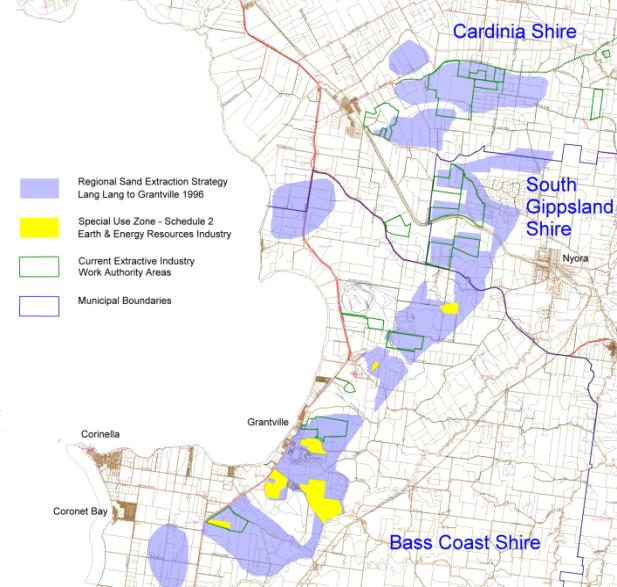 Cardinia Shire
Regional Sand Extraction Strategy
Lang Lang to Grantville 1996
South
Gippsland
Shire
Special Use Zone - Schedule 2
Earth & Energy Resources Industry
Nyora
Current Extractive Industry
Work Authority Areas
Municipal Boundaries
Grantville
Corinella
Coronet Bay
Bass Coast Shire